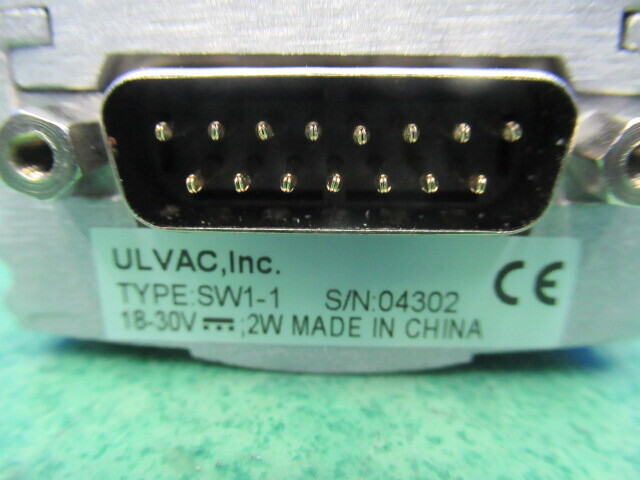 ULVAC,Inc.
TYPE:SW1-1 S/N:04302 CE
18-30V⎓;2W MADE IN CHINA